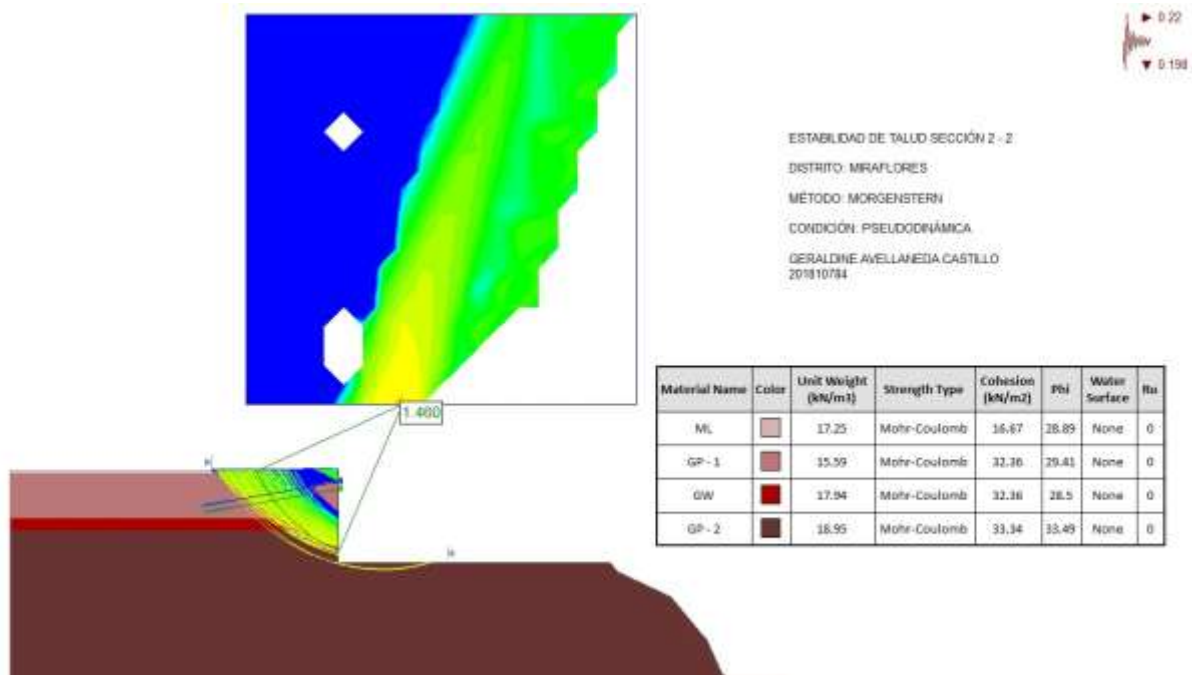 0.22
0.198
ESTABILIDAD DE TALUD SECCIÓN 2 - 2
DISTRITO: MIRAFLORES
MÉTODO: MORGENSTERN
CONDICIÓN: PSEUDODINÁMICA
GERALDINE AVELLANEDA CASTILLO
201810784
1.460
Material Name Color Unit Weight (kN/m3) Strength Type Cohesion (kN/m2) Phi Water Surface Ru
ML 17.25 Mohr-Coulomb 16.67 28.89 None 0
GP - 1 15.59 Mohr-Coulomb 32.36 29.41 None 0
GW 17.94 Mohr-Coulomb 32.36 28.5 None 0
GP - 2 18.95 Mohr-Coulomb 33.34 33.49 None 0